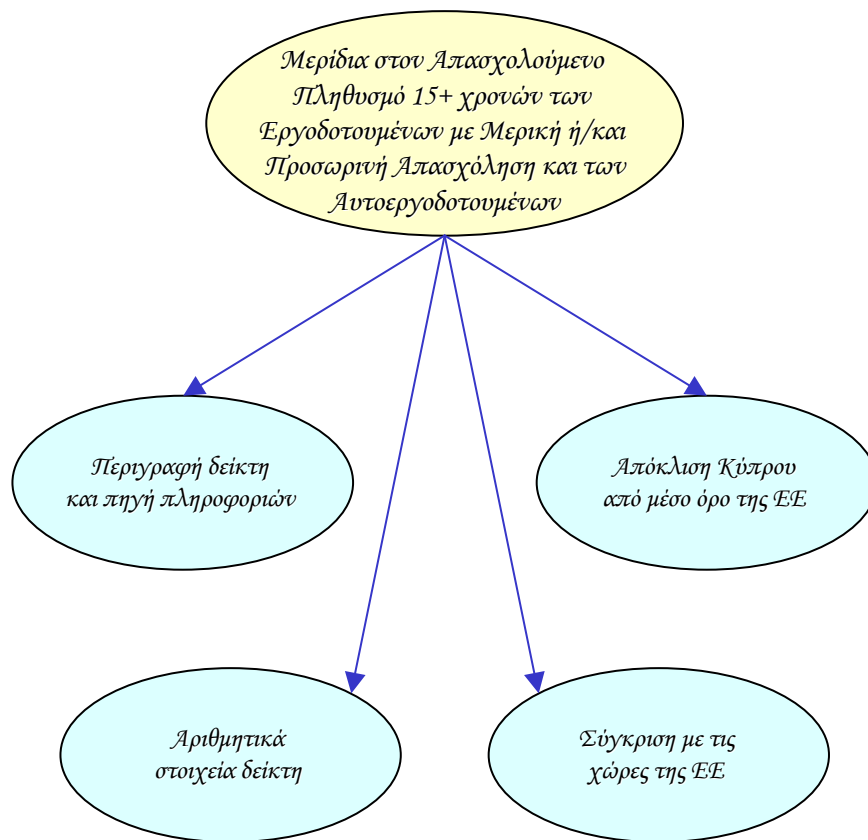 Μερίδια στον Απασχολούμενο
Πληθυσμό 15+ χρονών των
Εργοδοτουμένων με Μερική ή/και
Προσωρινή Απασχόληση και των
Αυτοεργοδοτουμένων
Περιγραφή δείκτη
και πηγή πληροφοριών
Απόκλιση Κύπρου
από μέσο όρο της ΕΕ
Αριθμητικά
στοιχεία δείκτη
Σύγκριση με τις
χώρες της ΕΕ